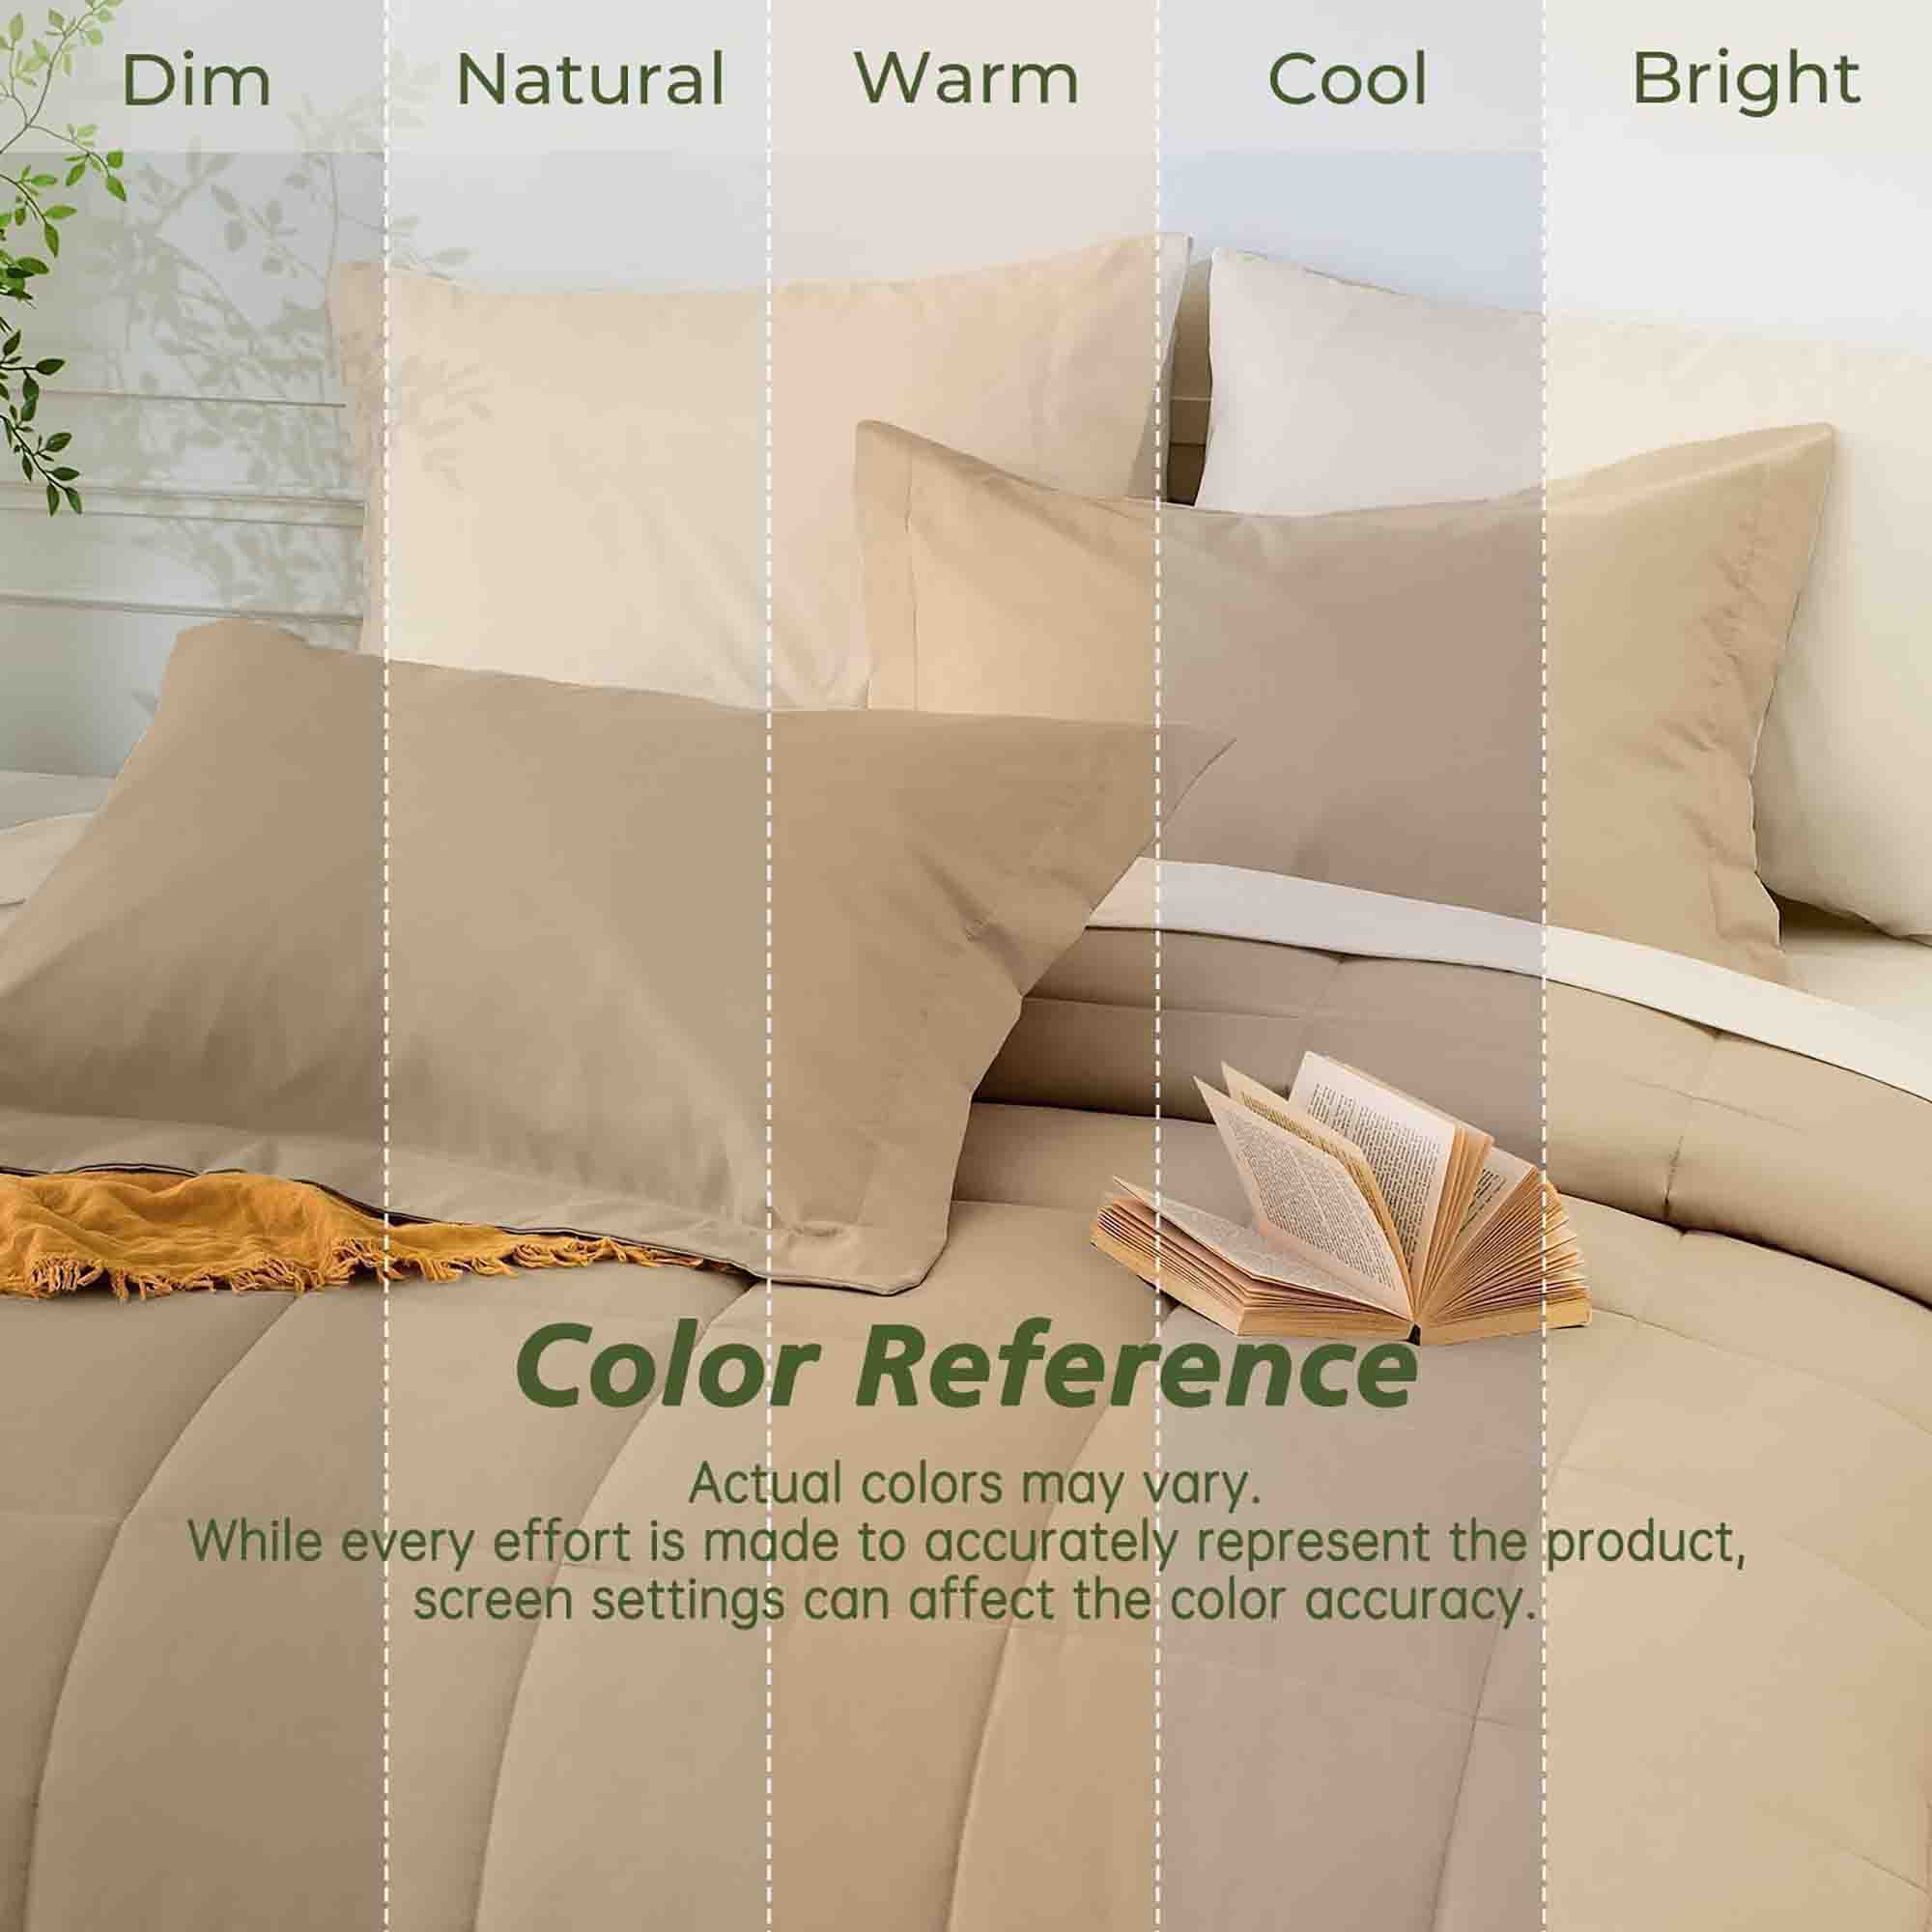 Dim Natural Warm Cool Bright
Color Reference
Actual colors may vary.
While every effort is made to accurately represent the product,
screen settings can affect the color accuracy.